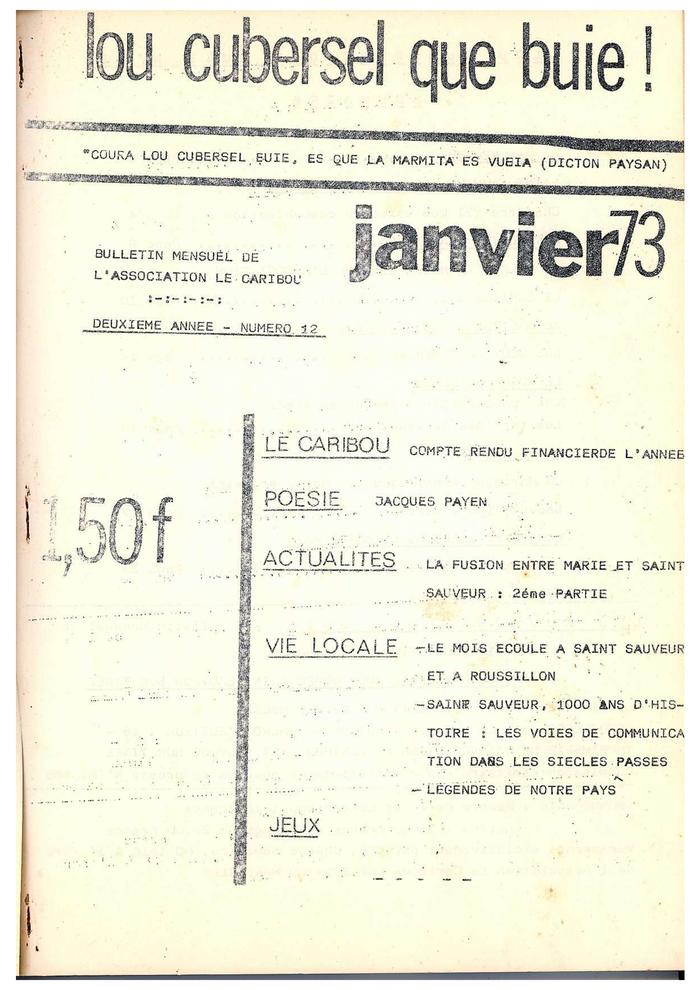 lou cubersel que buie !
"COURA LOU CUBERSEL BUIE, ES QUE LA MARMITA ES VUEIA (DICTON PAYSAN)
janvier73
BULLETIN MENSUEL DE
L'ASSOCIATION LE CARIBOU
:-:-:-:-:
DEUXIEME ANNEE - NUMERO 12
1,50 f
LE CARIBOU COMPTE RENDU FINANCIERDE L'ANNEE
POESIE JACQUES PAYEN
ACTUALITES LA FUSION ENTRE MARIE ET SAINT
SAUVEUR : 2éme PARTIE
VIE LOCALE -LE MOIS ECOULE A SAINT SAUVEUR
ET A ROUSSILLON
-SAINT SAUVEUR, 1000 ANS D'HIS-
TOIRE : LES VOIES DE COMMUNICA
TION DANS LES SIECLES PASSES
-LEGENDES DE NOTRE PAYS
JEUX